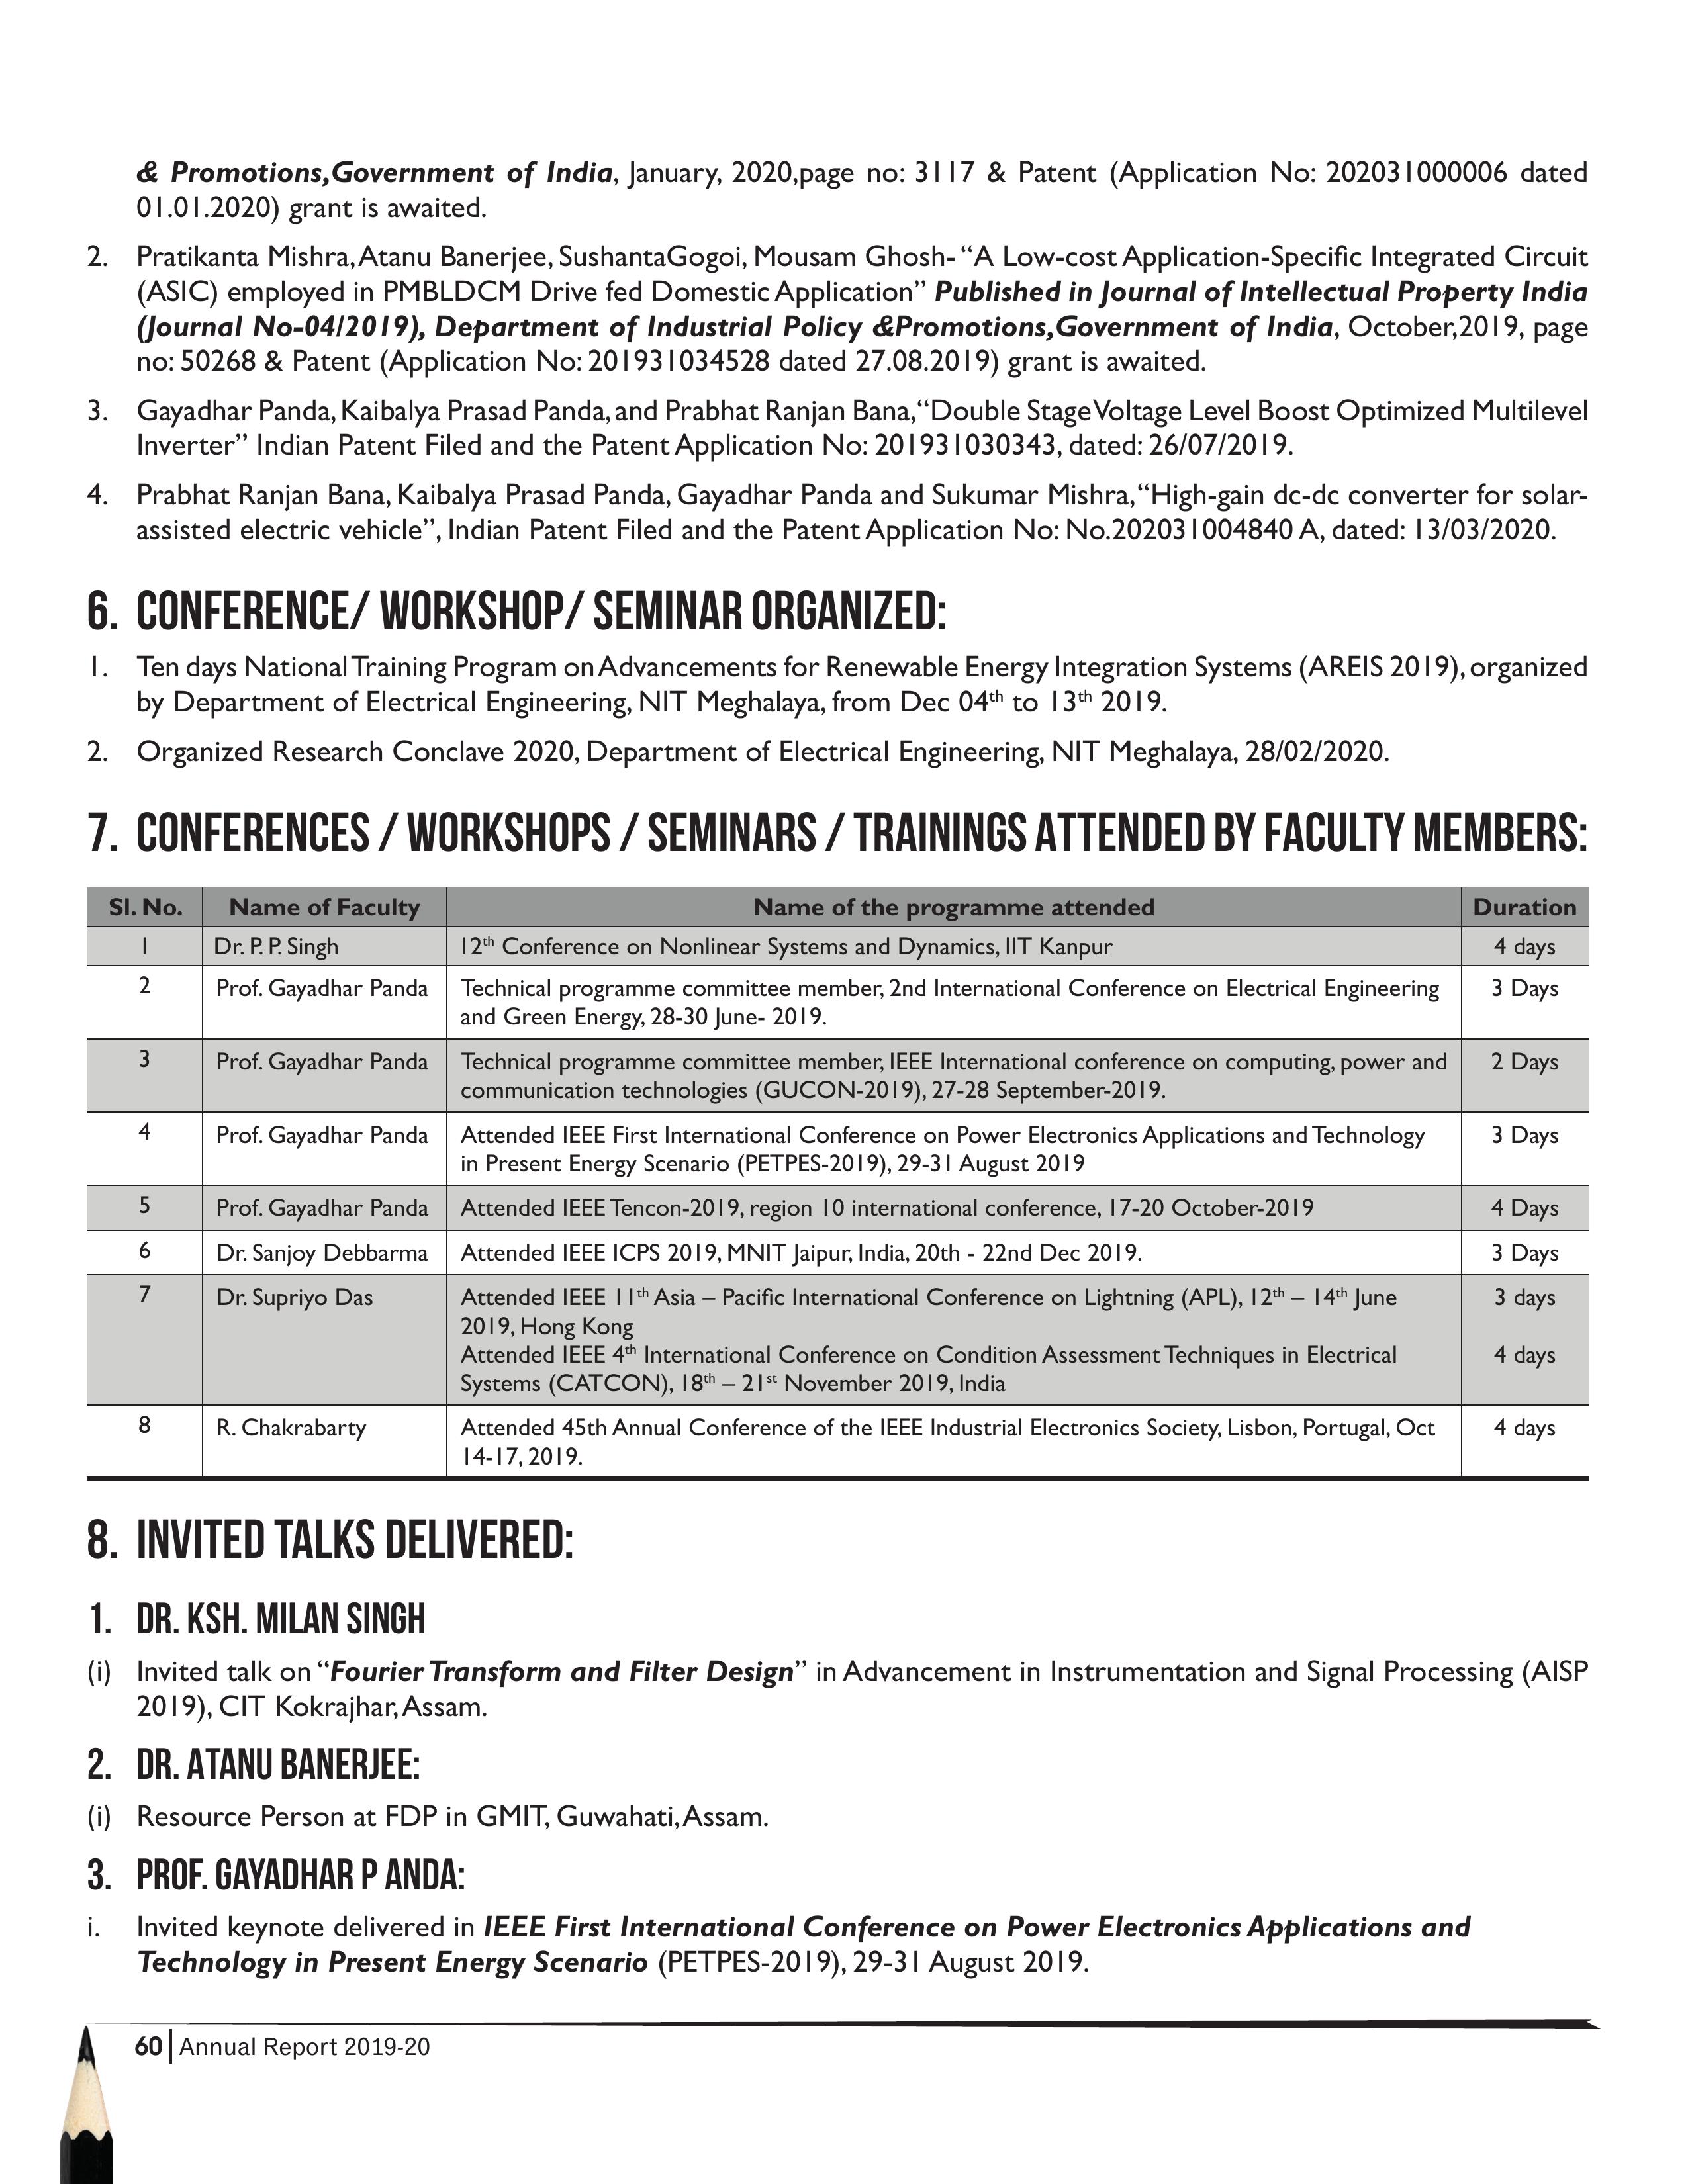 & Promotions,Government of India, January, 2020,page no: 3117 & Patent (Application No: 202031000006 dated
01.01.2020) grant is awaited.
2. Pratikanta Mishra, Atanu Banerjee, SushantaGogoi, Mousam Ghosh- “A Low-cost Application-Specific Integrated Circuit
(ASIC) employed in PMBLDCM Drive fed Domestic Application” Published in Journal of Intellectual Property India
(Journal No-04/2019), Department of Industrial Policy &Promotions,Government of India, October,2019, page
no: 50268 & Patent (Application No: 201931034528 dated 27.08.2019) grant is awaited.
3. Gayadhar Panda, Kaibalya Prasad Panda, and Prabhat Ranjan Bana,“Double Stage Voltage Level Boost Optimized Multilevel
Inverter” Indian Patent Filed and the Patent Application No: 201931030343, dated: 26/07/2019.
4. Prabhat Ranjan Bana, Kaibalya Prasad Panda, Gayadhar Panda and Sukumar Mishra,“High-gain dc-dc converter for solar-
assisted electric vehicle”, Indian Patent Filed and the Patent Application No: No.202031004840 A, dated: 13/03/2020.
6. CONFERENCE/ WORKSHOP/ SEMINAR ORGANIZED:
1. Ten days National Training Program on Advancements for Renewable Energy Integration Systems (AREIS 2019), organized
by Department of Electrical Engineering, NIT Meghalaya, from Dec 04th to 13th 2019.
2. Organized Research Conclave 2020, Department of Electrical Engineering, NIT Meghalaya, 28/02/2020.
7. CONFERENCES / WORKSHOPS / SEMINARS / TRAININGS ATTENDED BY FACULTY MEMBERS:
Sl. No. Name of Faculty Name of the programme attended Duration
1 Dr. P. P. Singh 12th Conference on Nonlinear Systems and Dynamics, IIT Kanpur 4 days
2 Prof. Gayadhar Panda Technical programme committee member, 2nd International Conference on Electrical Engineering 3 Days
and Green Energy, 28-30 June- 2019.
3 Prof. Gayadhar Panda Technical programme committee member, IEEE International conference on computing, power and 2 Days
communication technologies (GUCON-2019), 27-28 September-2019.
4 Prof. Gayadhar Panda Attended IEEE First International Conference on Power Electronics Applications and Technology 3 Days
in Present Energy Scenario (PETPES-2019), 29-31 August 2019
5 Prof. Gayadhar Panda Attended IEEE Tencon-2019, region 10 international conference, 17-20 October-2019 4 Days
6 Dr. Sanjoy Debbarma Attended IEEE ICPS 2019, MNIT Jaipur, India, 20th - 22nd Dec 2019. 3 Days
7 Dr. Supriyo Das Attended IEEE 11th Asia – Pacific International Conference on Lightning (APL), 12th – 14th June 3 days
2019, Hong Kong
Attended IEEE 4th International Conference on Condition Assessment Techniques in Electrical 4 days
Systems (CATCON), 18th – 21st November 2019, India
8 R. Chakrabarty Attended 45th Annual Conference of the IEEE Industrial Electronics Society, Lisbon, Portugal, Oct 4 days
14-17, 2019.
8. INVITED TALKS DELIVERED:
1. DR. KSH. MILAN SINGH
(i) Invited talk on “Fourier Transform and Filter Design” in Advancement in Instrumentation and Signal Processing (AISP
2019), CIT Kokrajhar, Assam.
2. DR. ATANU BANERJEE:
(i) Resource Person at FDP in GMIT, Guwahati, Assam.
3. PROF. GAYADHAR P ANDA:
i. Invited keynote delivered in IEEE First International Conference on Power Electronics Applications and
Technology in Present Energy Scenario (PETPES-2019), 29-31 August 2019.
60 Annual Report 2019-20